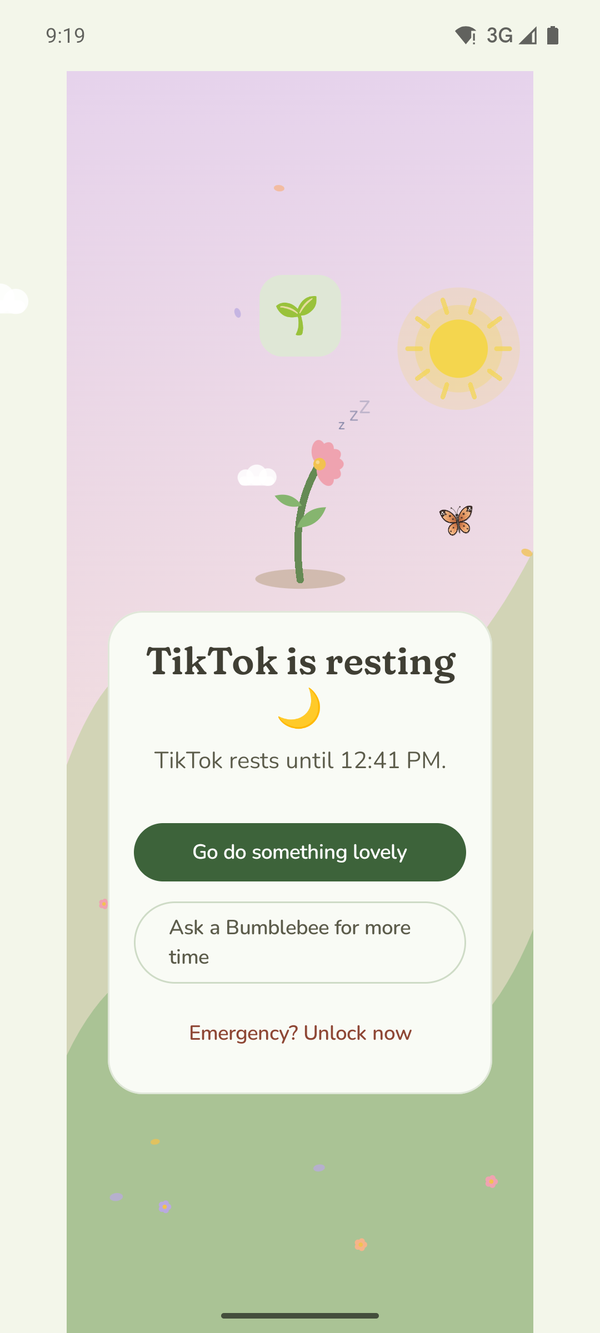 9:19
3G
z z Z
TikTok is resting
🌙
TikTok rests until 12:41 PM.
Go do something lovely
Ask a Bumblebee for more
time
Emergency? Unlock now